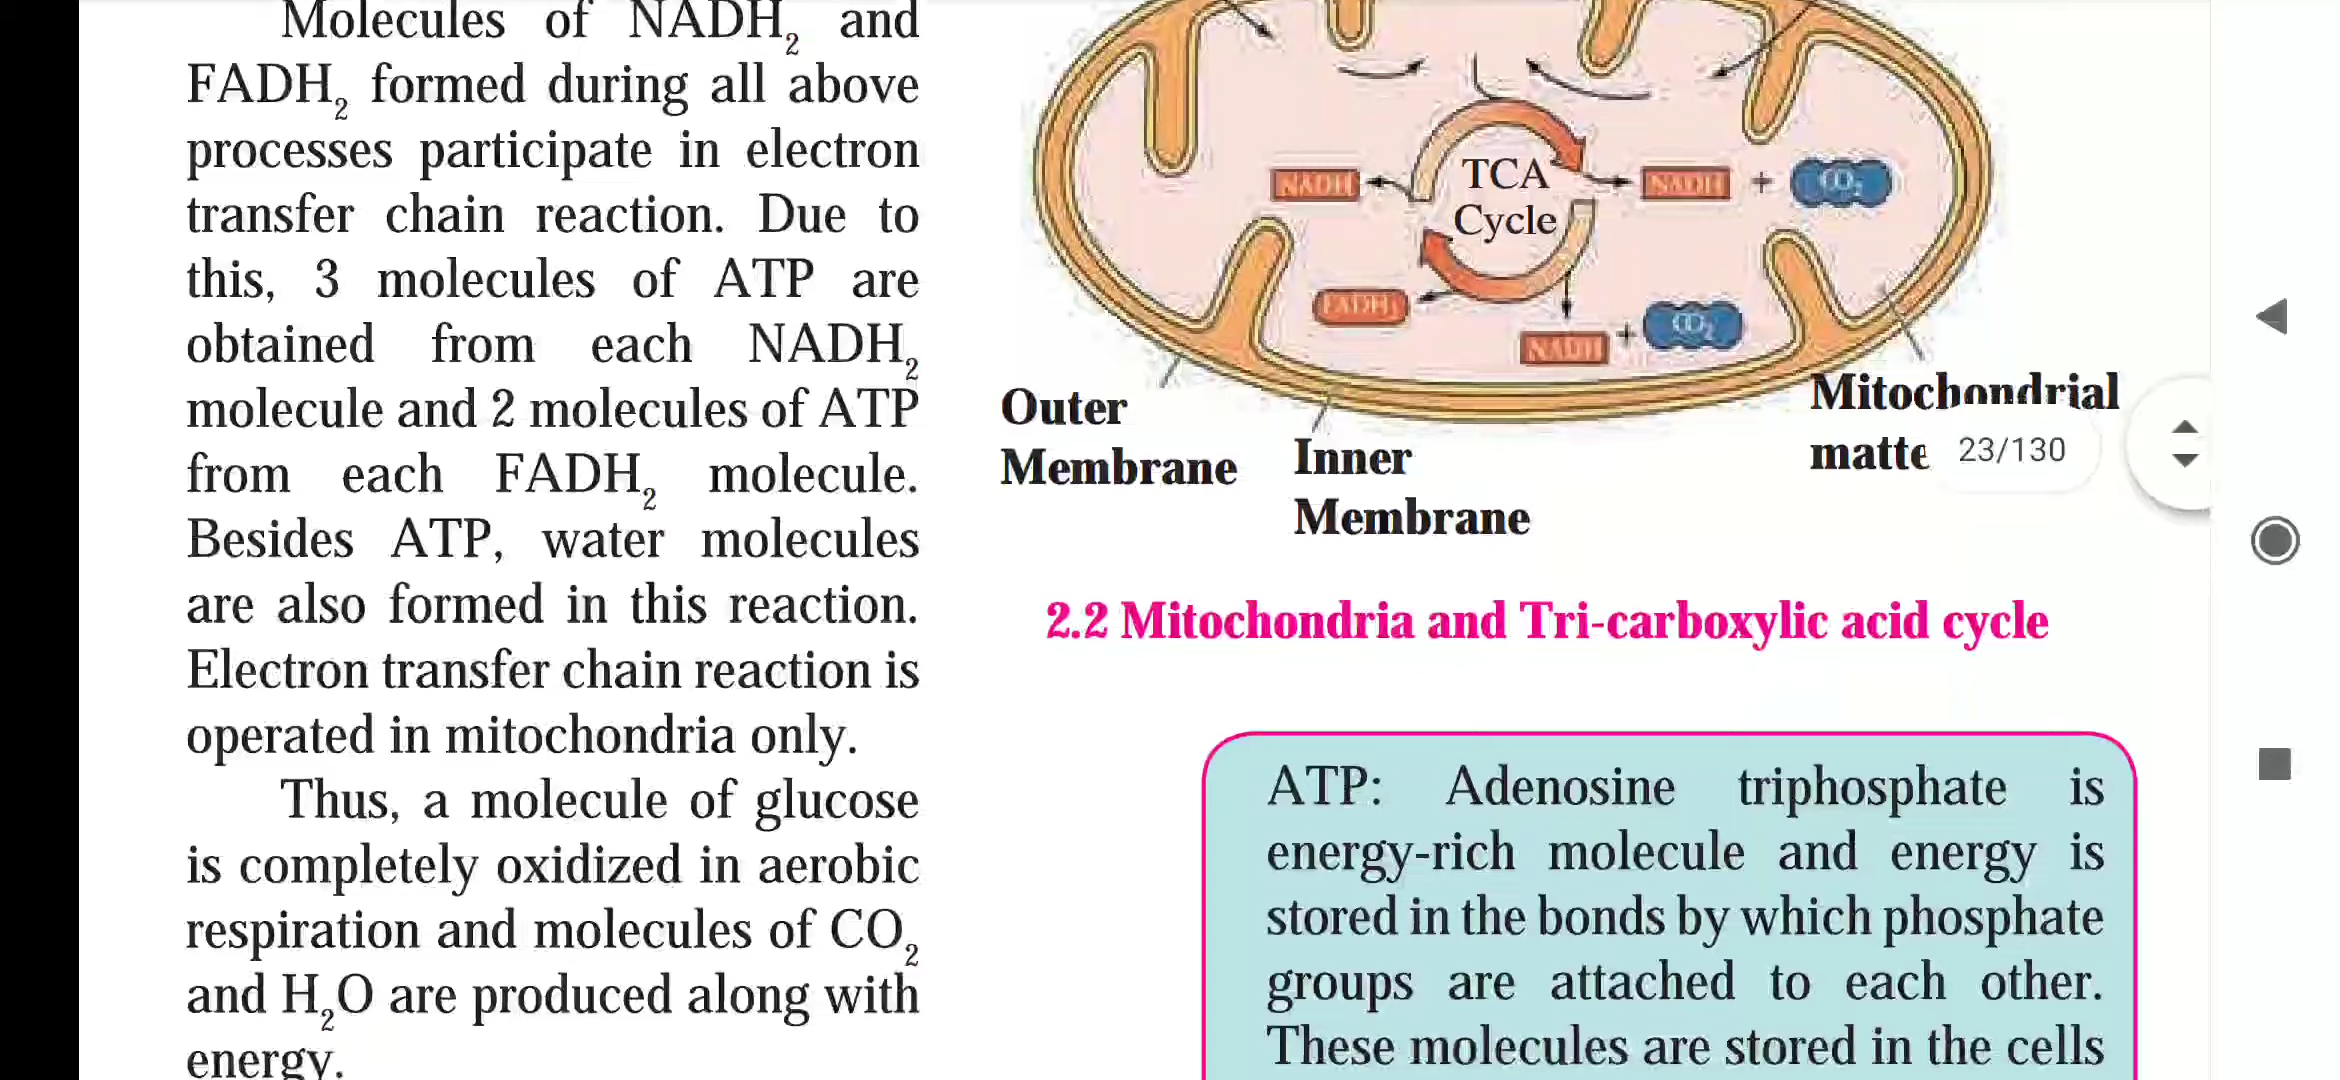 Molecules of NADH₂ and
FADH₂ formed during all above
processes participate in electron
transfer chain reaction. Due to
this, 3 molecules of ATP are
obtained from each NADH₂
molecule and 2 molecules of ATP
from each FADH₂ molecule.
Besides ATP, water molecules
are also formed in this reaction.
Electron transfer chain reaction is
operated in mitochondria only.
Thus, a molecule of glucose
is completely oxidized in aerobic
respiration and molecules of CO₂
and H₂O are produced along with
energy.
TCA
Cycle
NADH
NADH + CO₂
FADH₂
NADH + CO₂
Outer
Membrane
Inner
Membrane
Mitochondrial
23/130
2.2 Mitochondria and Tri-carboxylic acid cycle
ATP: Adenosine triphosphate is
energy-rich molecule and energy is
stored in the bonds by which phosphate
groups are attached to each other.
These molecules are stored in the cells